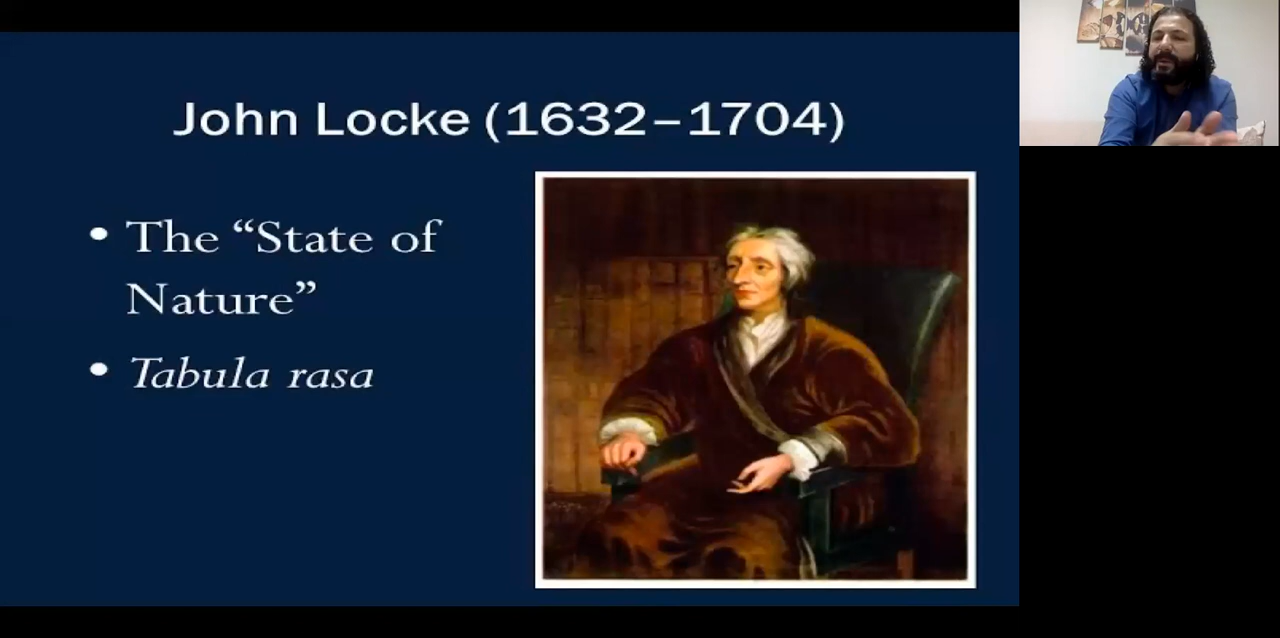 John Locke (1632–1704)
• The “State of
Nature”
• Tabula rasa